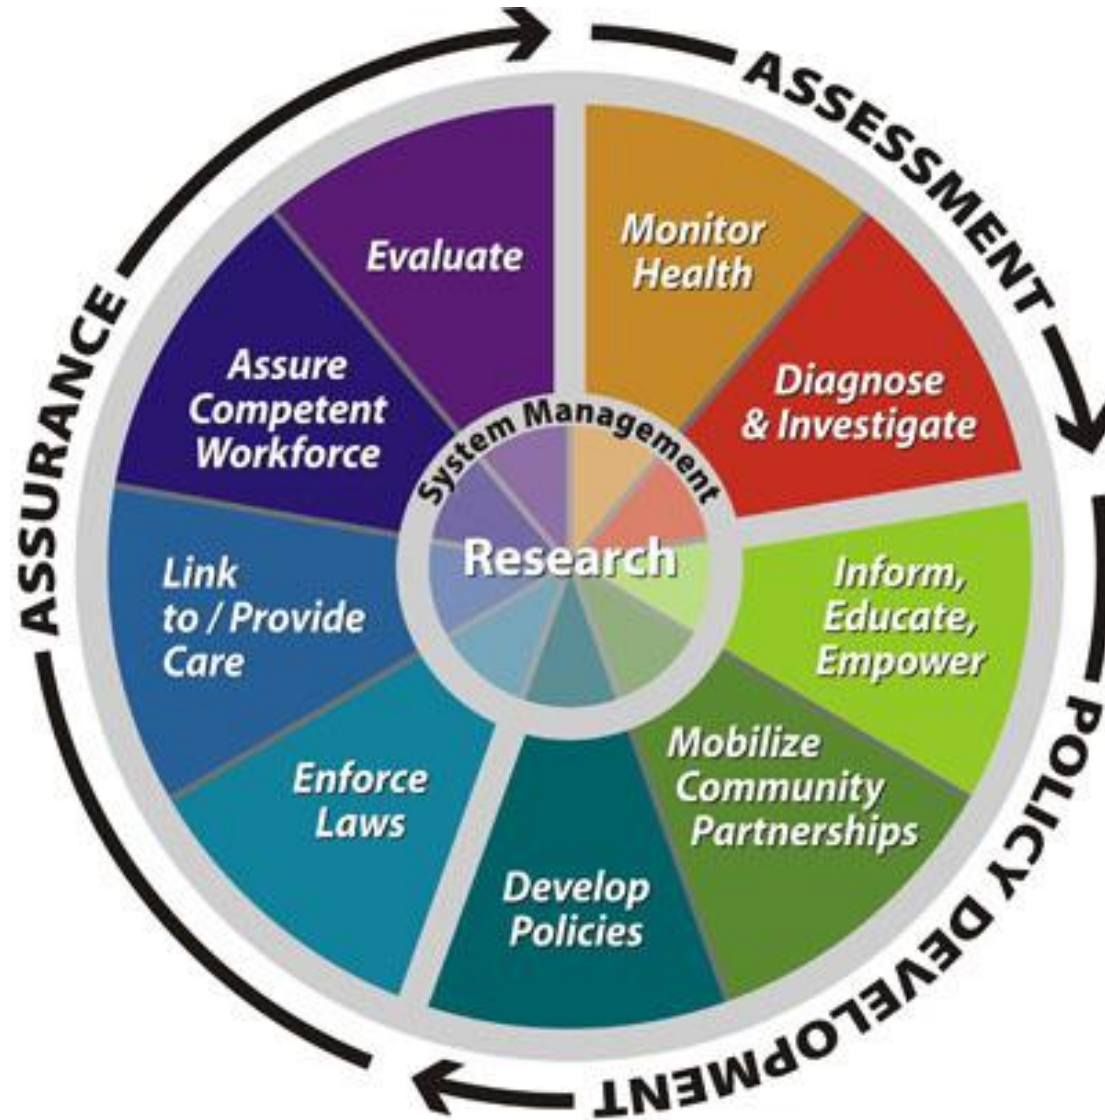 ASSESSMENT
POLICY DEVELOPMENT
ASSURANCE
Monitor
Health
Diagnose
& Investigate
Inform,
Educate,
Empower
Mobilize
Community
Partnerships
Develop
Policies
Enforce
Laws
Link
to / Provide
Care
Assure
Competent
Workforce
Evaluate
System Management
Research